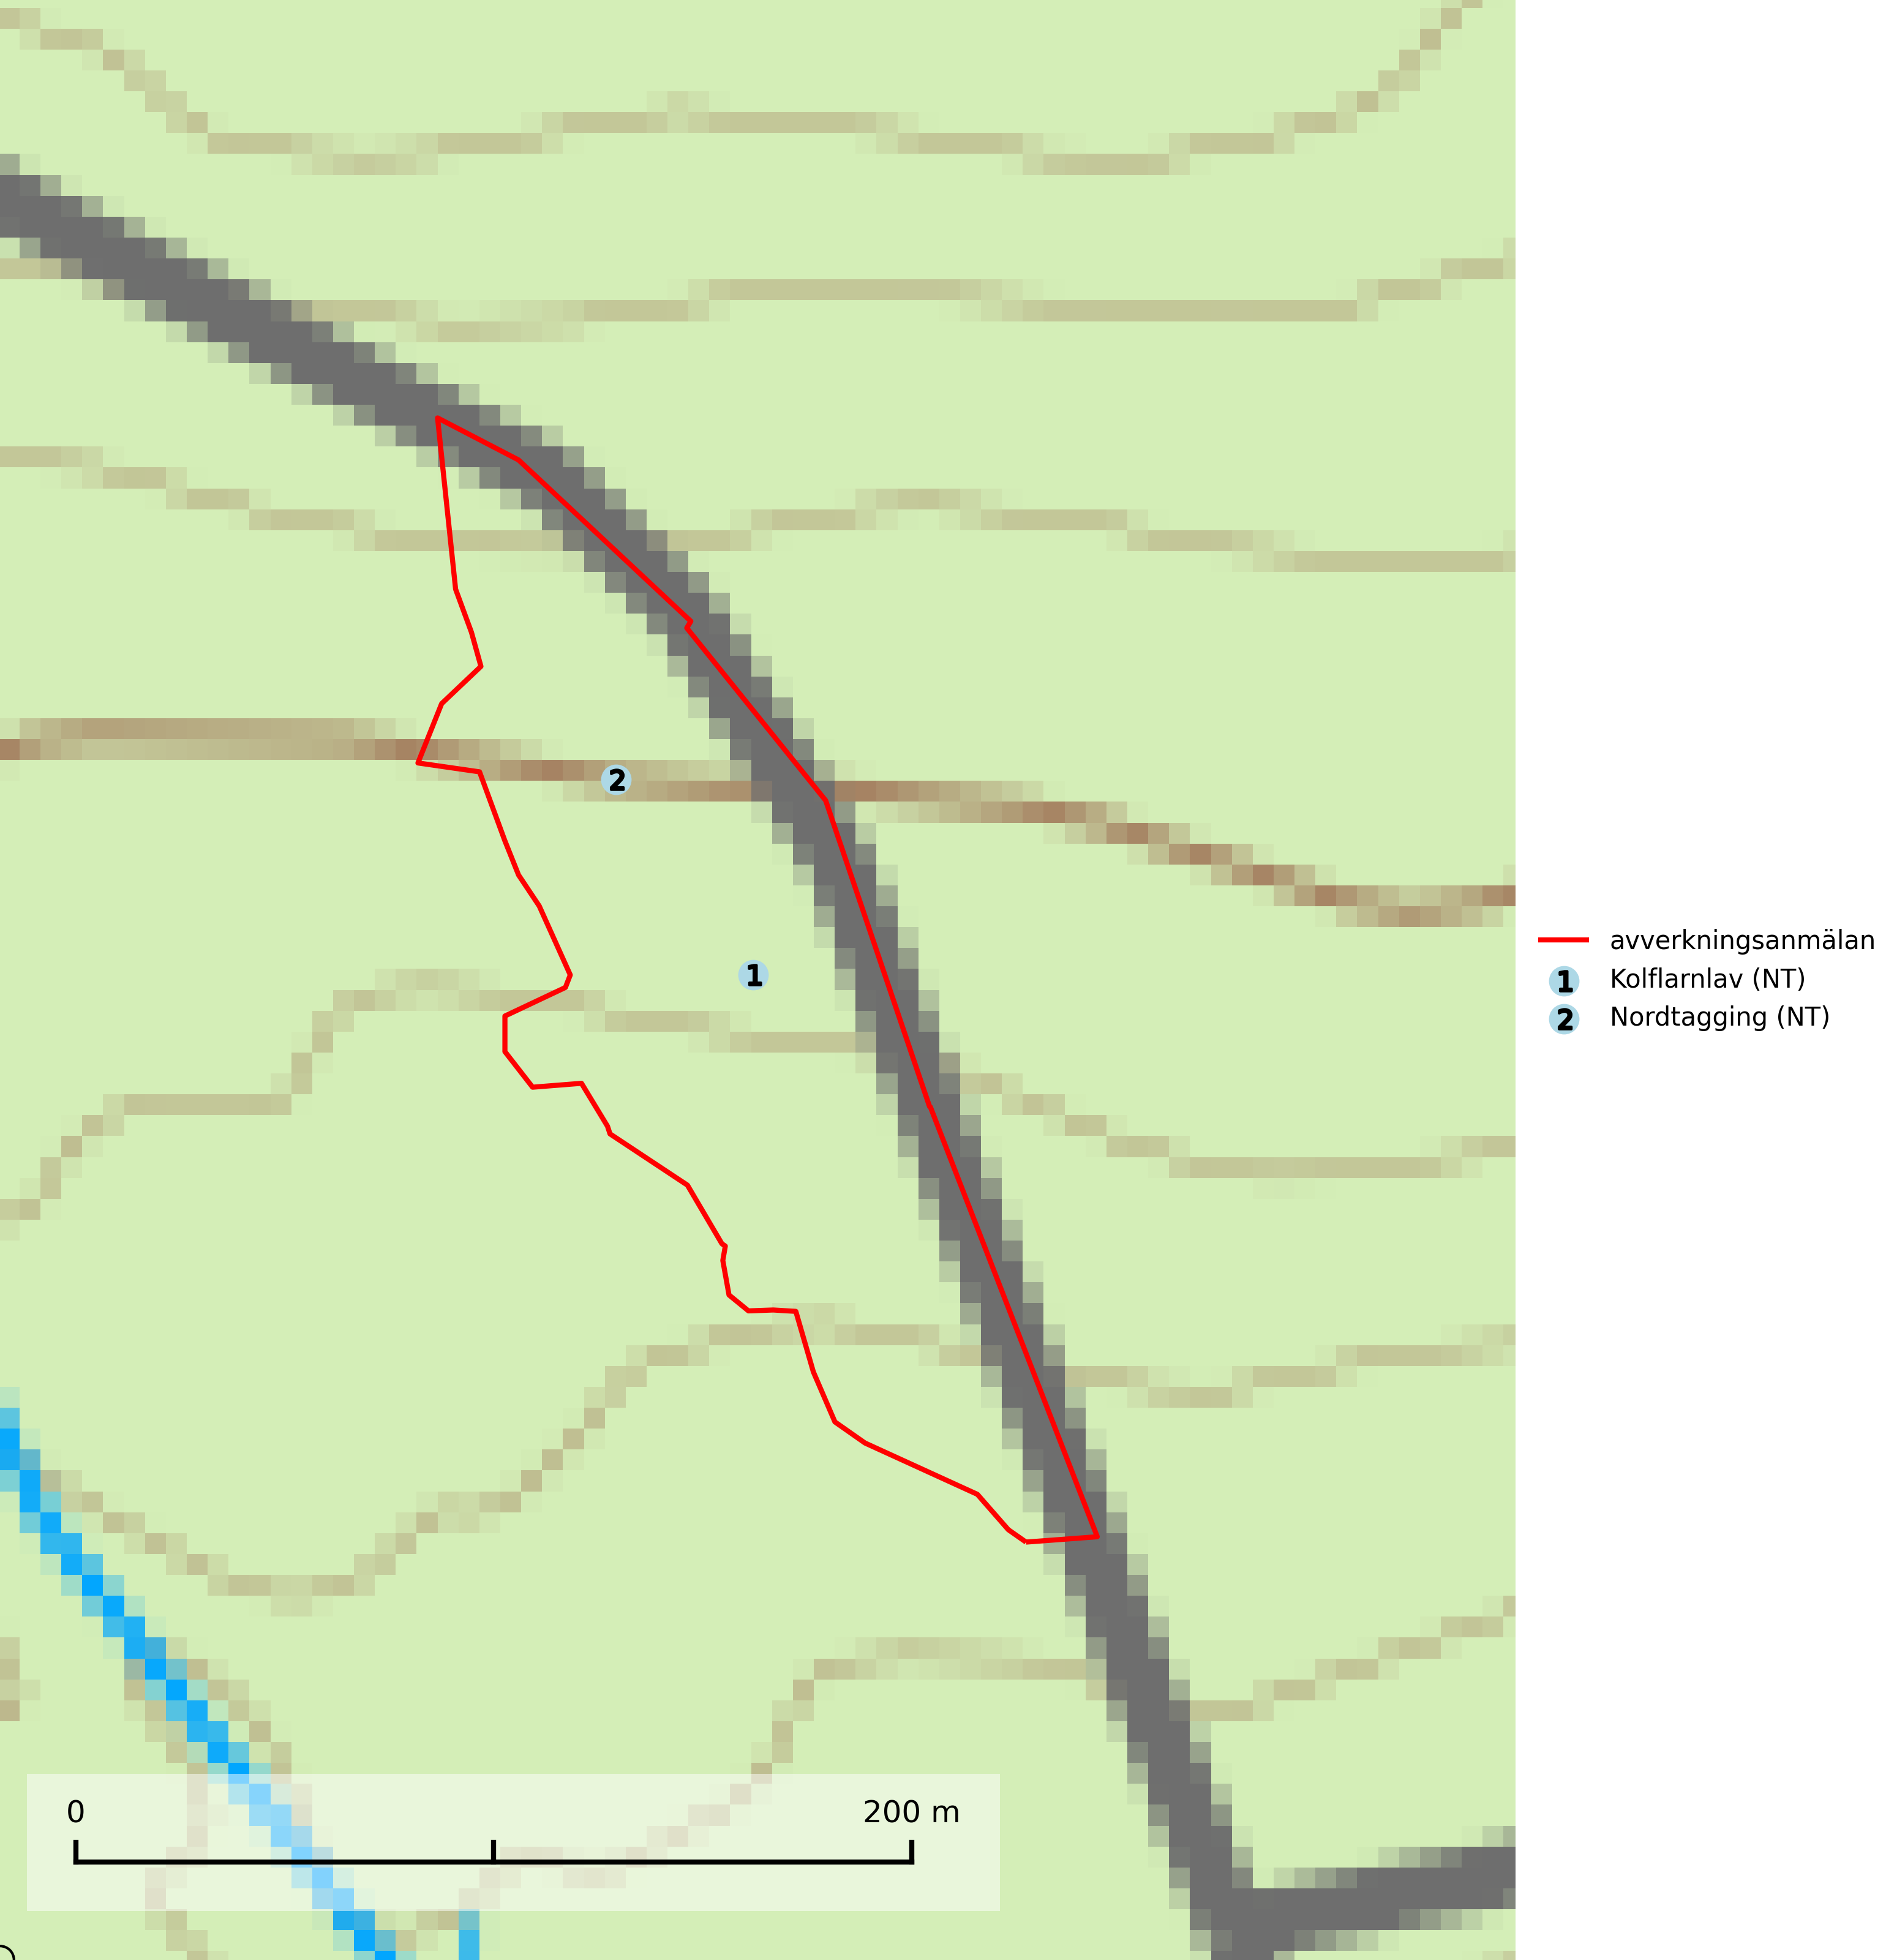 2
1
avverkningsanmälan
1 Kolflarnlav (NT)
2 Nordtagging (NT)
0 200 m